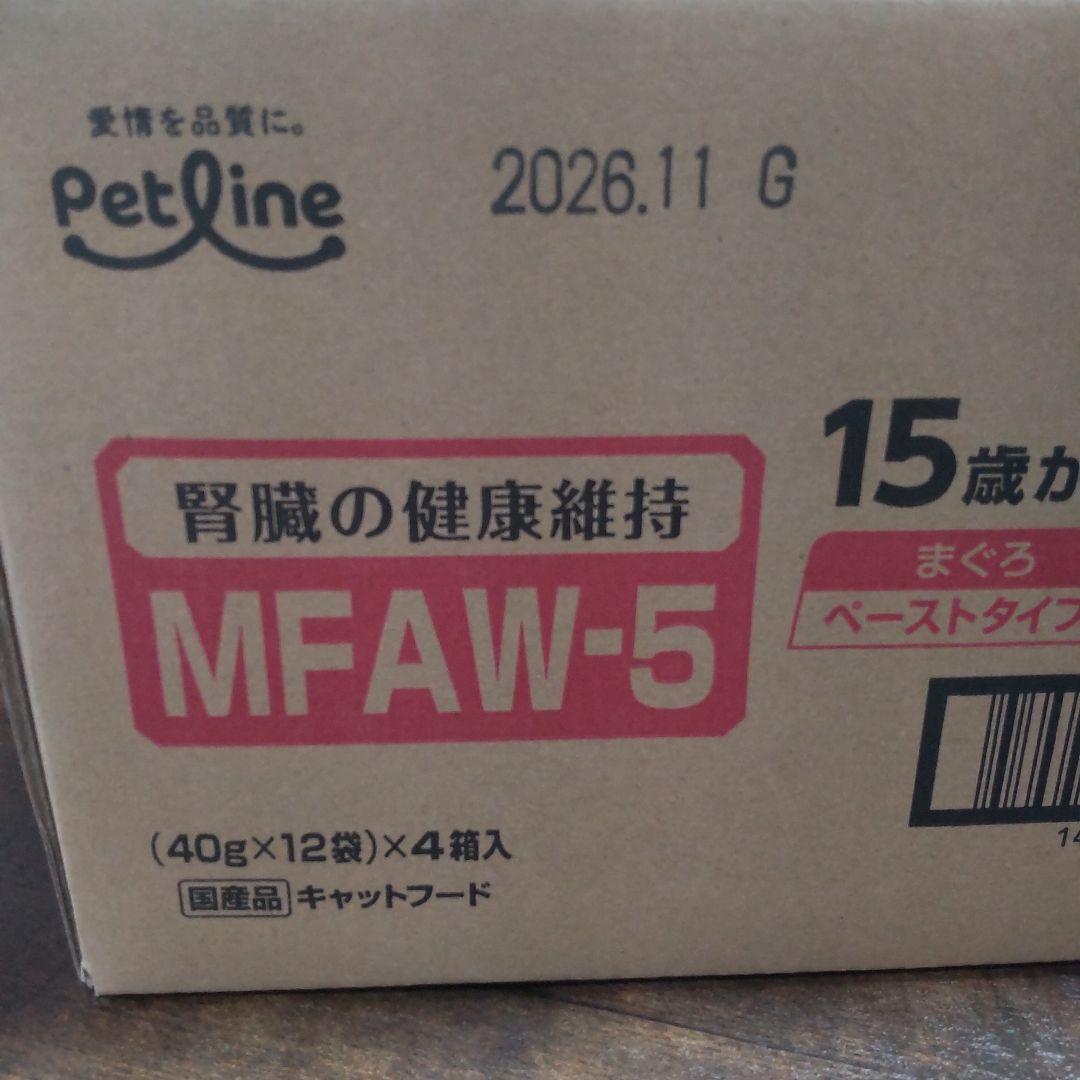 愛情を品質に。
Petline
2026.11 G
腎臓の健康維持
MFAW-5
15歳か
まぐろ
ペーストタイプ
(40g×12袋)×4箱入
国産品 キャットフード
14